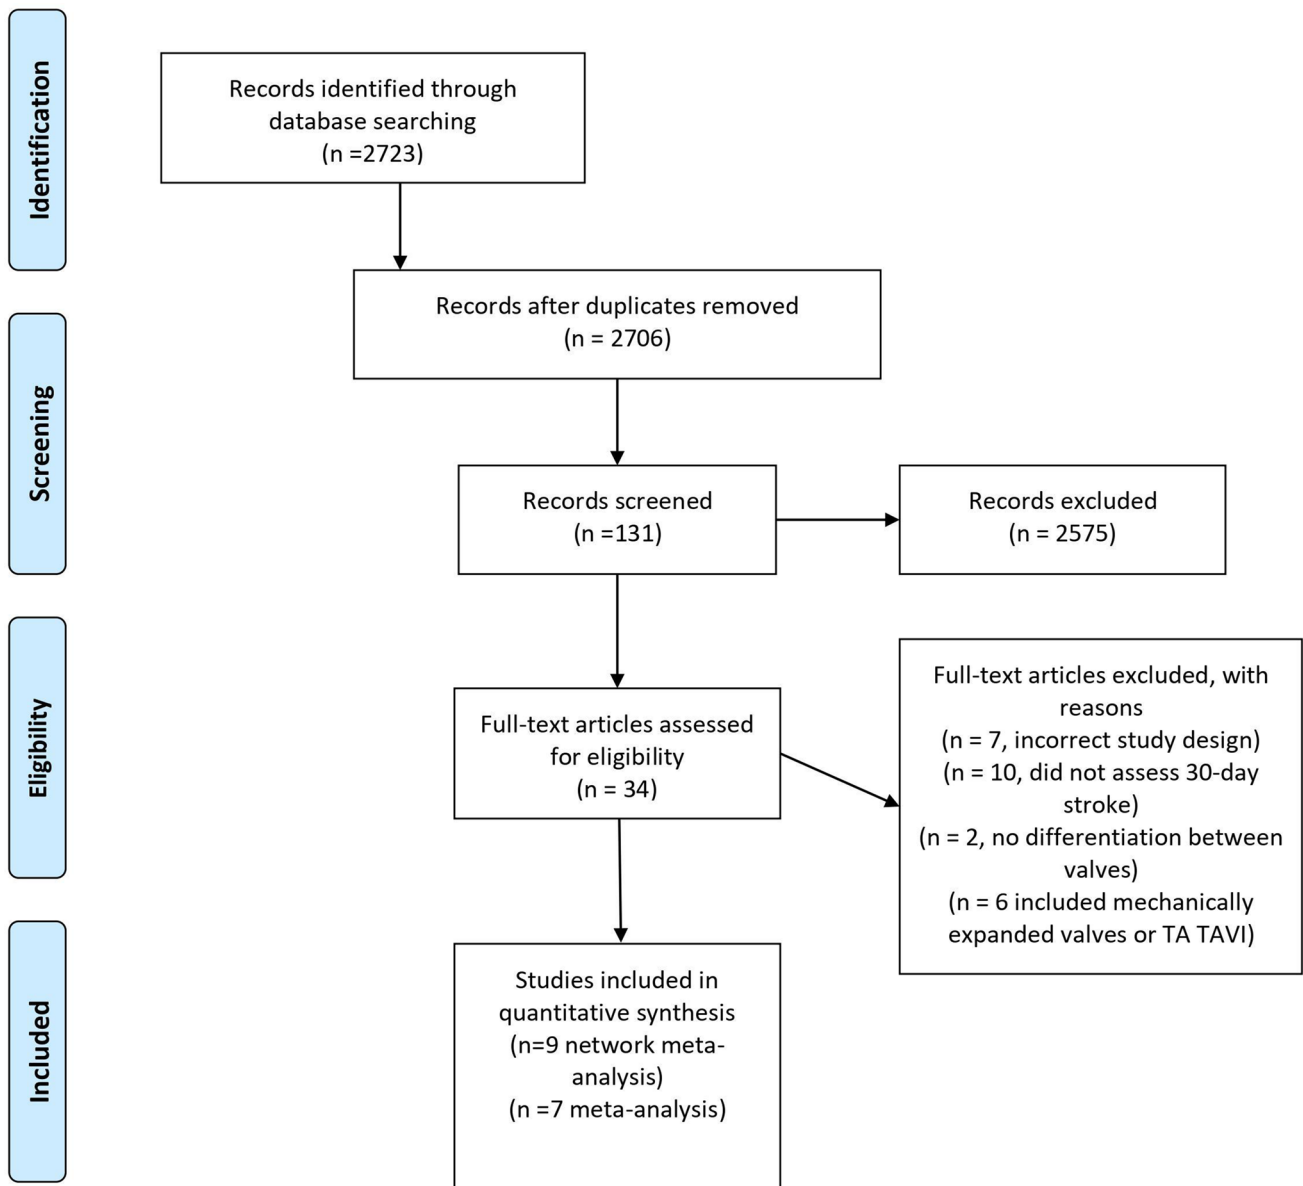 Identification
Records identified through
database searching
(n =2723)
Records after duplicates removed
(n = 2706)
Screening
Records screened
(n =131)
Records excluded
(n = 2575)
Eligibility
Full-text articles assessed
for eligibility
(n = 34)
Full-text articles excluded, with
reasons
(n = 7, incorrect study design)
(n = 10, did not assess 30-day
stroke)
(n = 2, no differentiation between
valves)
(n = 6 included mechanically
expanded valves or TA TAVI)
Included
Studies included in
quantitative synthesis
(n=9 network meta-
analysis)
(n =7 meta-analysis)